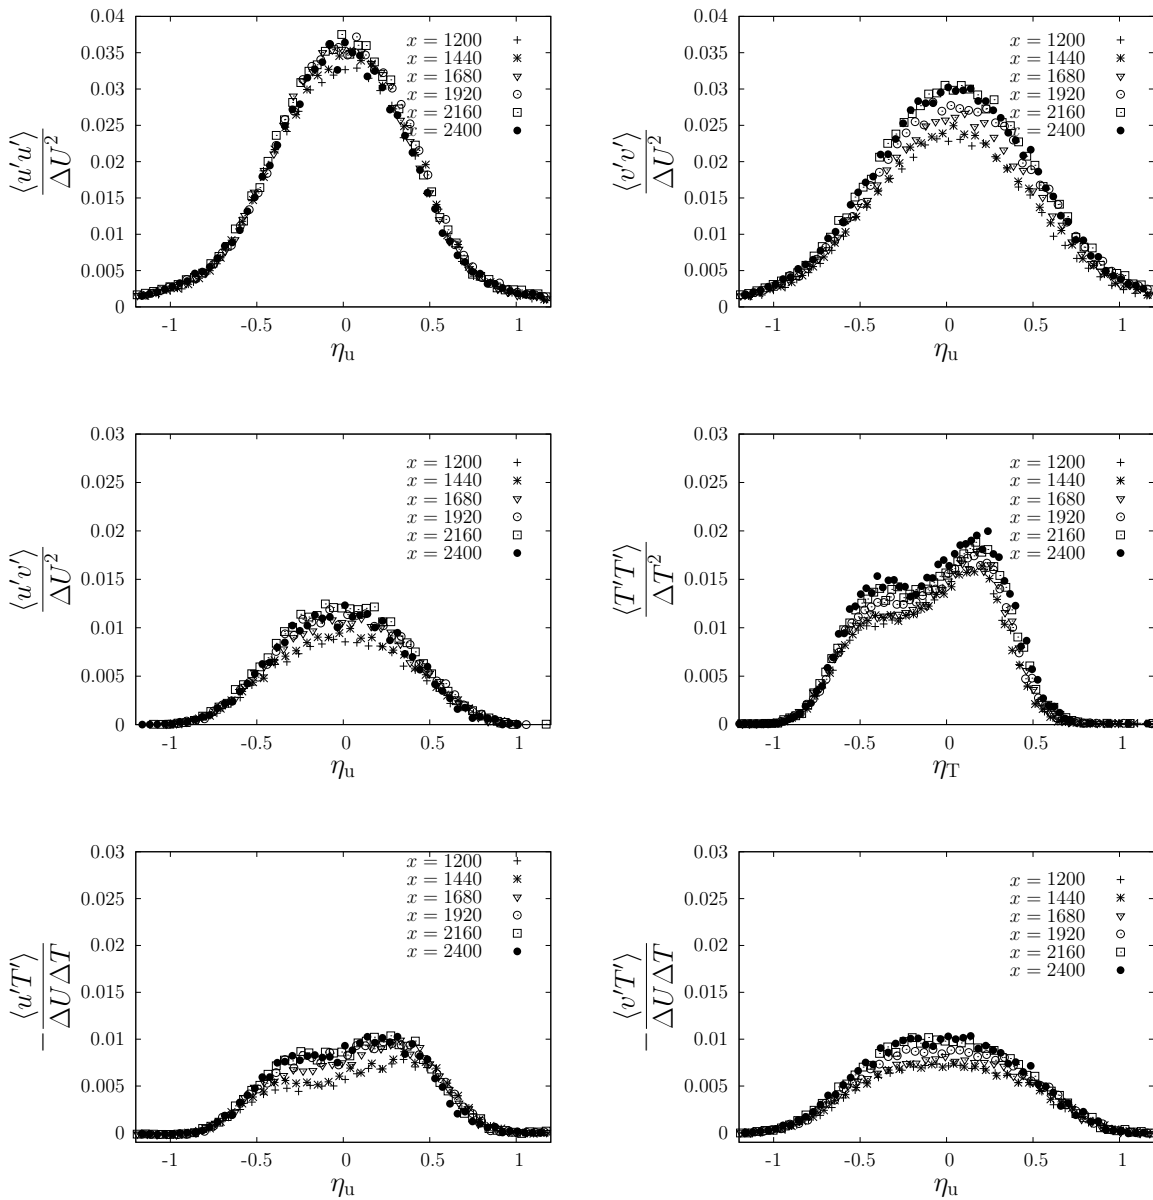 ⟨u′u′⟩
ΔU²
0.04
0.035
0.03
0.025
0.02
0.015
0.01
0.005
0
x = 1200
x = 1440
x = 1680
x = 1920
x = 2160
x = 2400
-1 -0.5 0 0.5 1
ηu
⟨v′v′⟩
ΔU²
0.04
0.035
0.03
0.025
0.02
0.015
0.01
0.005
0
x = 1200
x = 1440
x = 1680
x = 1920
x = 2160
x = 2400
-1 -0.5 0 0.5 1
ηu
⟨u′v′⟩
ΔU²
0.03
0.025
0.02
0.015
0.01
0.005
0
x = 1200
x = 1440
x = 1680
x = 1920
x = 2160
x = 2400
-1 -0.5 0 0.5 1
ηu
⟨T′T′⟩
ΔT²
0.03
0.025
0.02
0.015
0.01
0.005
0
x = 1200
x = 1440
x = 1680
x = 1920
x = 2160
x = 2400
-1 -0.5 0 0.5 1
ηT
−⟨u′T′⟩
ΔUΔT
0.03
0.025
0.02
0.015
0.01
0.005
0
x = 1200
x = 1440
x = 1680
x = 1920
x = 2160
x = 2400
-1 -0.5 0 0.5 1
ηu
−⟨v′T′⟩
ΔUΔT
0.03
0.025
0.02
0.015
0.01
0.005
0
x = 1200
x = 1440
x = 1680
x = 1920
x = 2160
x = 2400
-1 -0.5 0 0.5 1
ηu